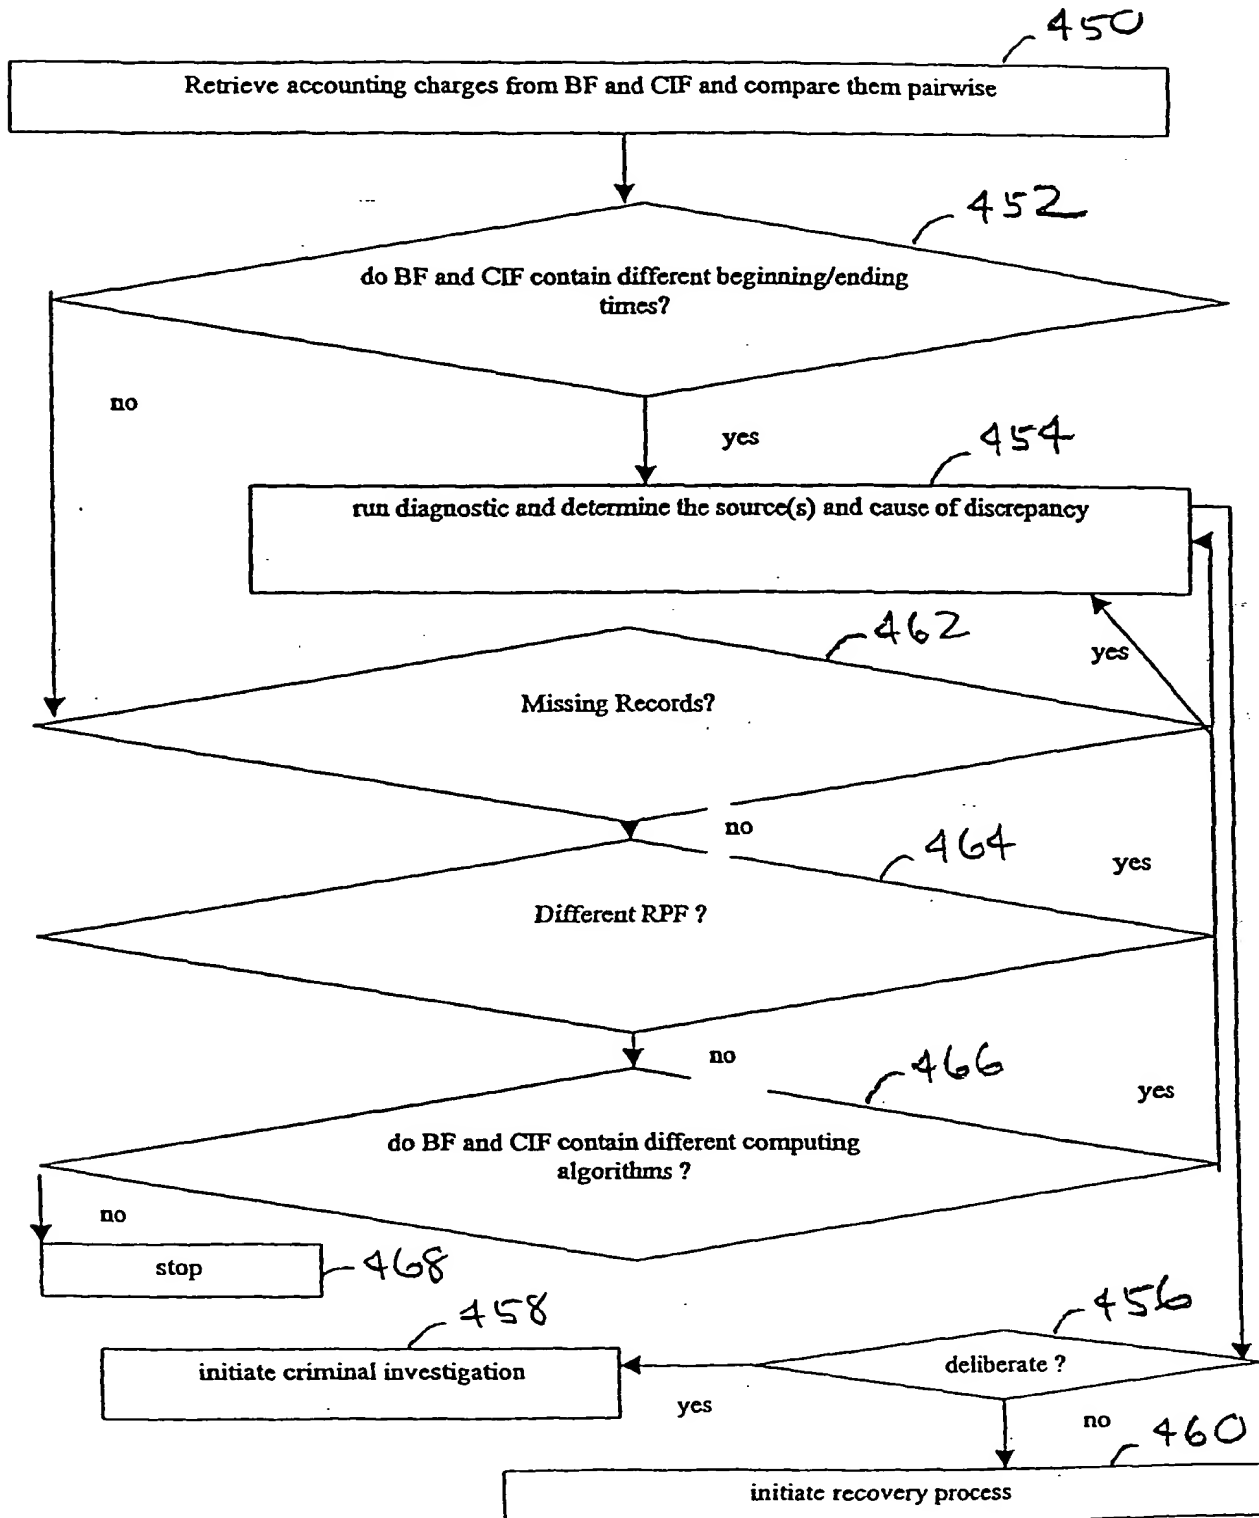 450
Retrieve accounting charges from BF and CIF and compare them pairwise
452
do BF and CIF contain different beginning/ending
times?
no
yes
454
run diagnostic and determine the source(s) and cause of discrepancy
462
yes
Missing Records?
no
464
yes
Different RPF ?
no
466
yes
do BF and CIF contain different computing
algorithms ?
no
stop
468
458
456
initiate criminal investigation
deliberate ?
yes
no
460
initiate recovery process